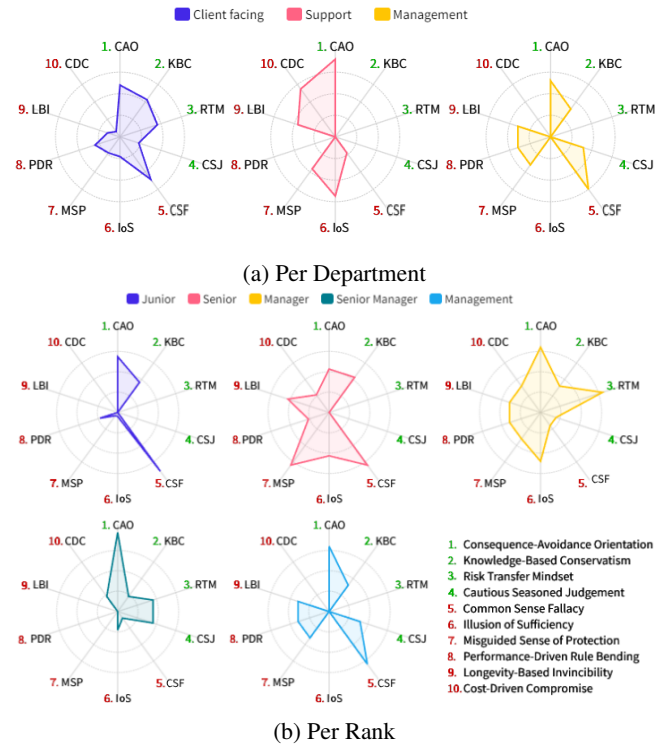 Client facing Support Management
1. CAO
10. CDC
2. KBC
9. LBI
3. RTM
8. PDR
4. CSJ
7. MSP
5. CSF
6. IoS
1. CAO
10. CDC
2. KBC
9. LBI
3. RTM
8. PDR
4. CSJ
7. MSP
5. CSF
6. IoS
1. CAO
10. CDC
2. KBC
9. LBI
3. RTM
8. PDR
4. CSJ
7. MSP
5. CSF
6. IoS
(a) Per Department
Junior Senior Manager Senior Manager Management
1. CAO
10. CDC
2. KBC
9. LBI
3. RTM
8. PDR
4. CSJ
7. MSP
5. CSF
6. IoS
1. CAO
10. CDC
2. KBC
9. LBI
3. RTM
8. PDR
4. CSJ
7. MSP
5. CSF
6. IoS
1. CAO
10. CDC
2. KBC
9. LBI
3. RTM
8. PDR
4. CSJ
7. MSP
5. CSF
6. IoS
1. CAO
10. CDC
2. KBC
9. LBI
3. RTM
8. PDR
4. CSJ
7. MSP
5. CSF
6. IoS
1. CAO
10. CDC
2. KBC
9. LBI
3. RTM
8. PDR
4. CSJ
7. MSP
5. CSF
6. IoS
1. Consequence-Avoidance Orientation
2. Knowledge-Based Conservatism
3. Risk Transfer Mindset
4. Cautious Seasoned Judgement
5. Common Sense Fallacy
6. Illusion of Sufficiency
7. Misguided Sense of Protection
8. Performance-Driven Rule Bending
9. Longevity-Based Invincibility
10. Cost-Driven Compromise
(b) Per Rank